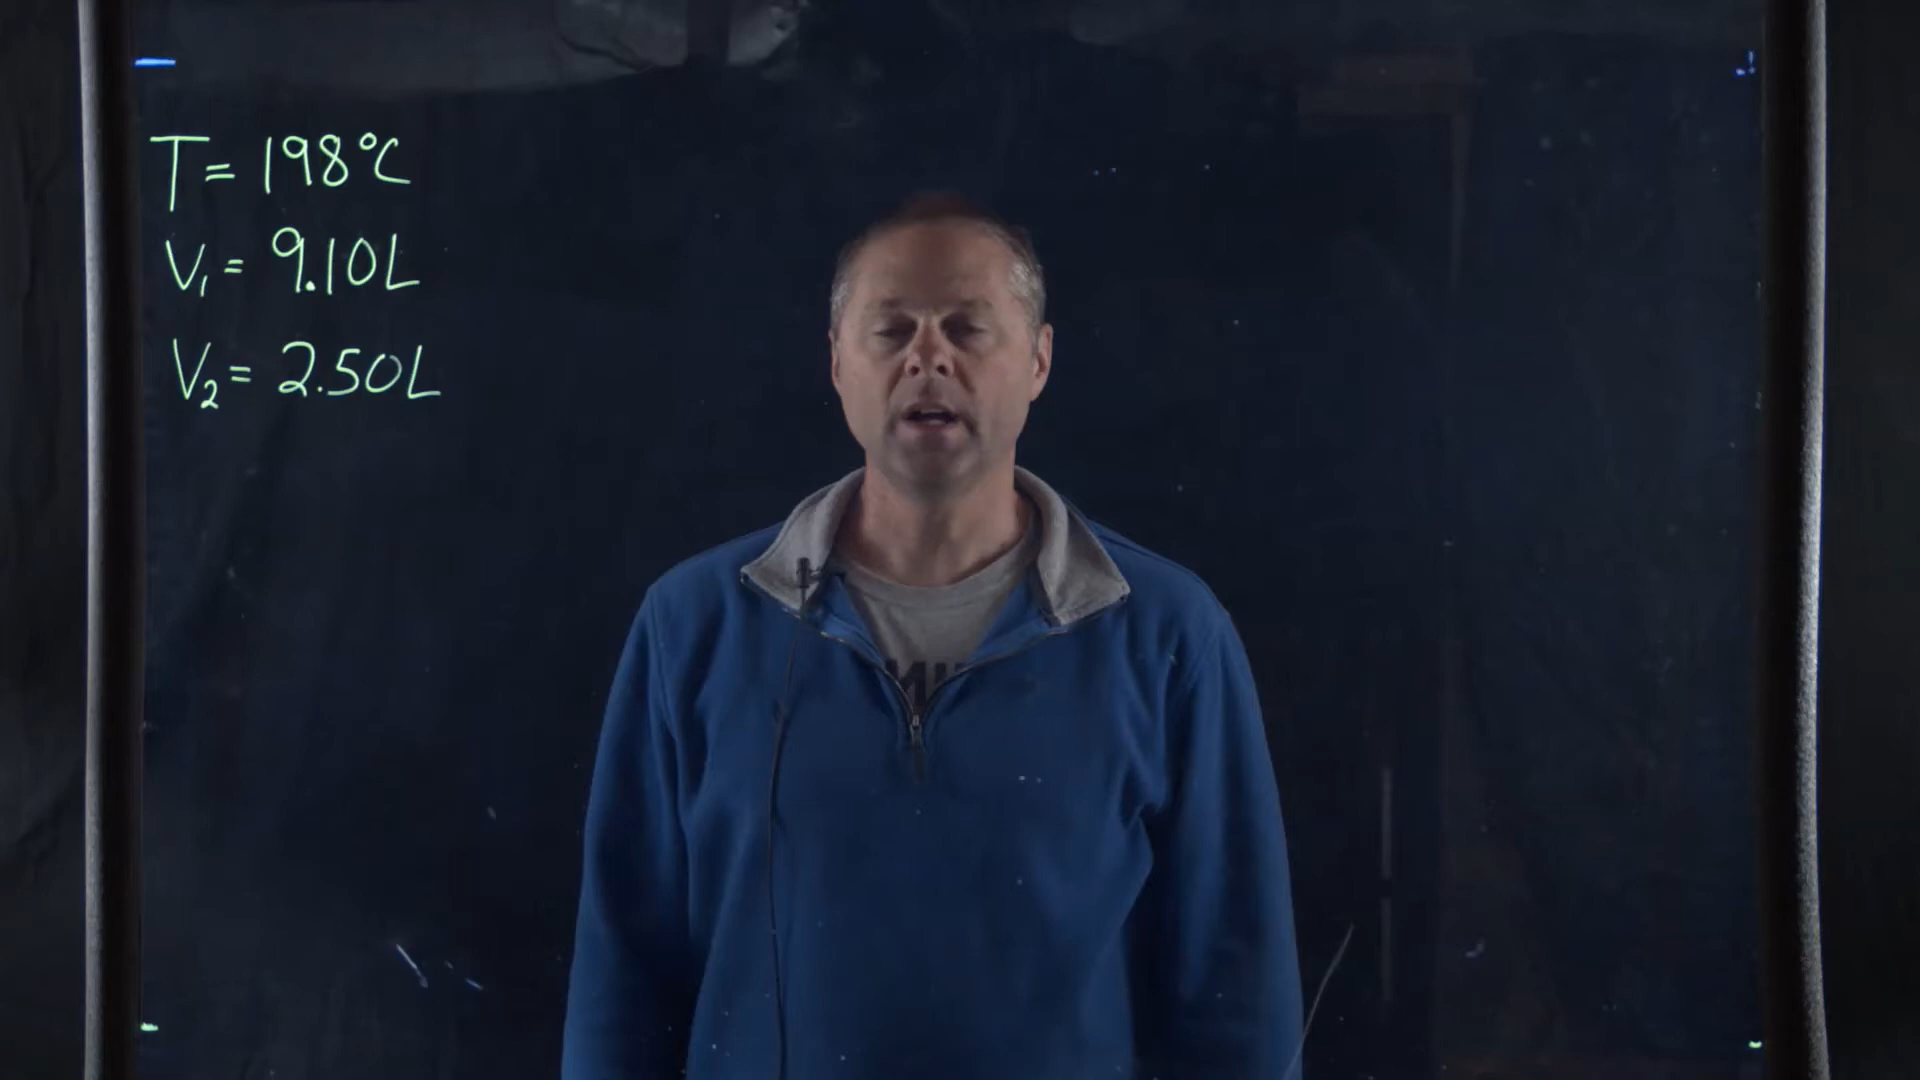 T = 198°C
V₁ = 9.10L
V₂ = 2.50L